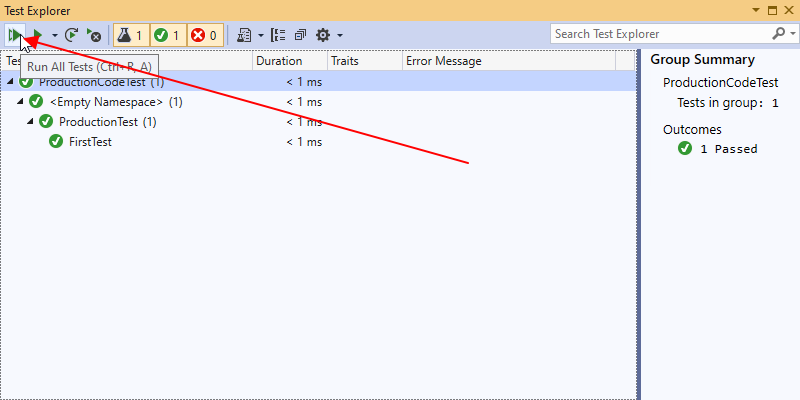 Test Explorer
1 1 0 Search Test Explorer
Tes Duration Traits Error Message
Run All Tests (Ctrl+R, A)
ProductionCodeTest (1) < 1 ms
<Empty Namespace> (1) < 1 ms
ProductionTest (1) < 1 ms
FirstTest < 1 ms
Group Summary
ProductionCodeTest
Tests in group: 1
Outcomes
1 Passed